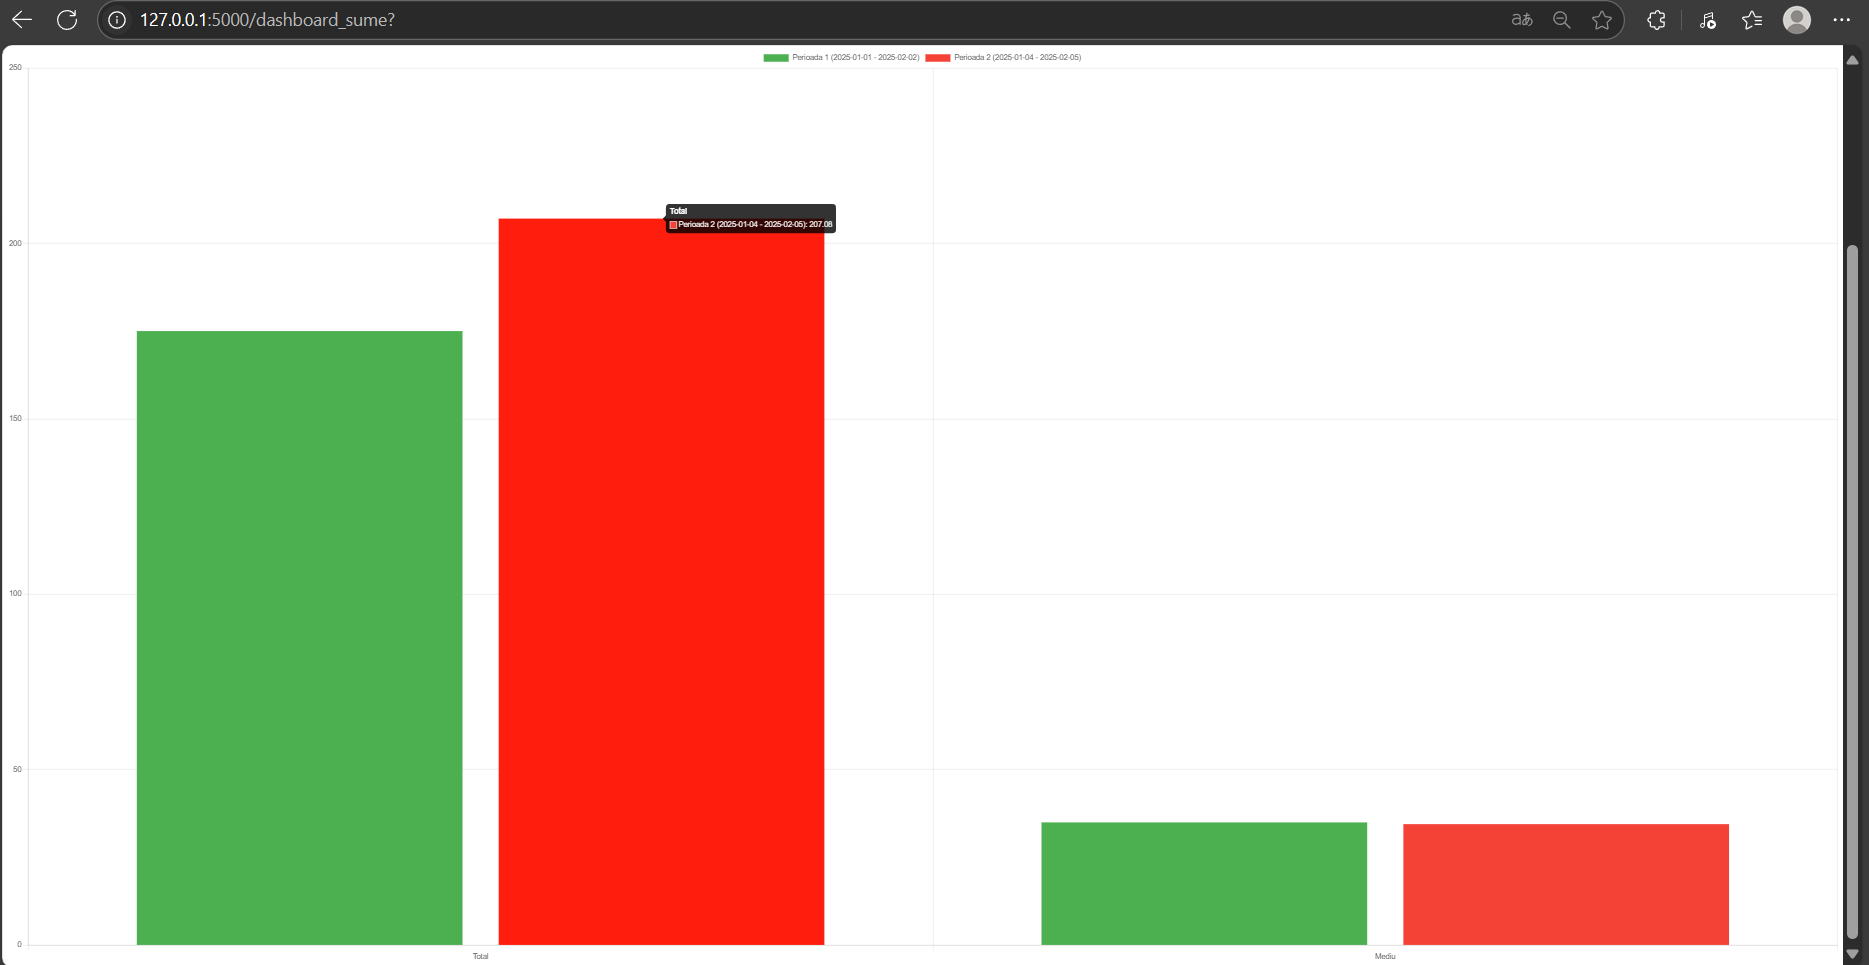 127.0.0.1:5000/dashboard_sume?
aあ
Perioada 1 (2025-01-01 - 2025-02-02) Perioada 2 (2025-01-04 - 2025-02-05)
250
200
150
100
50
0
Total
Perioada 2 (2025-01-04 - 2025-02-05): 207.08
Total
Mediu